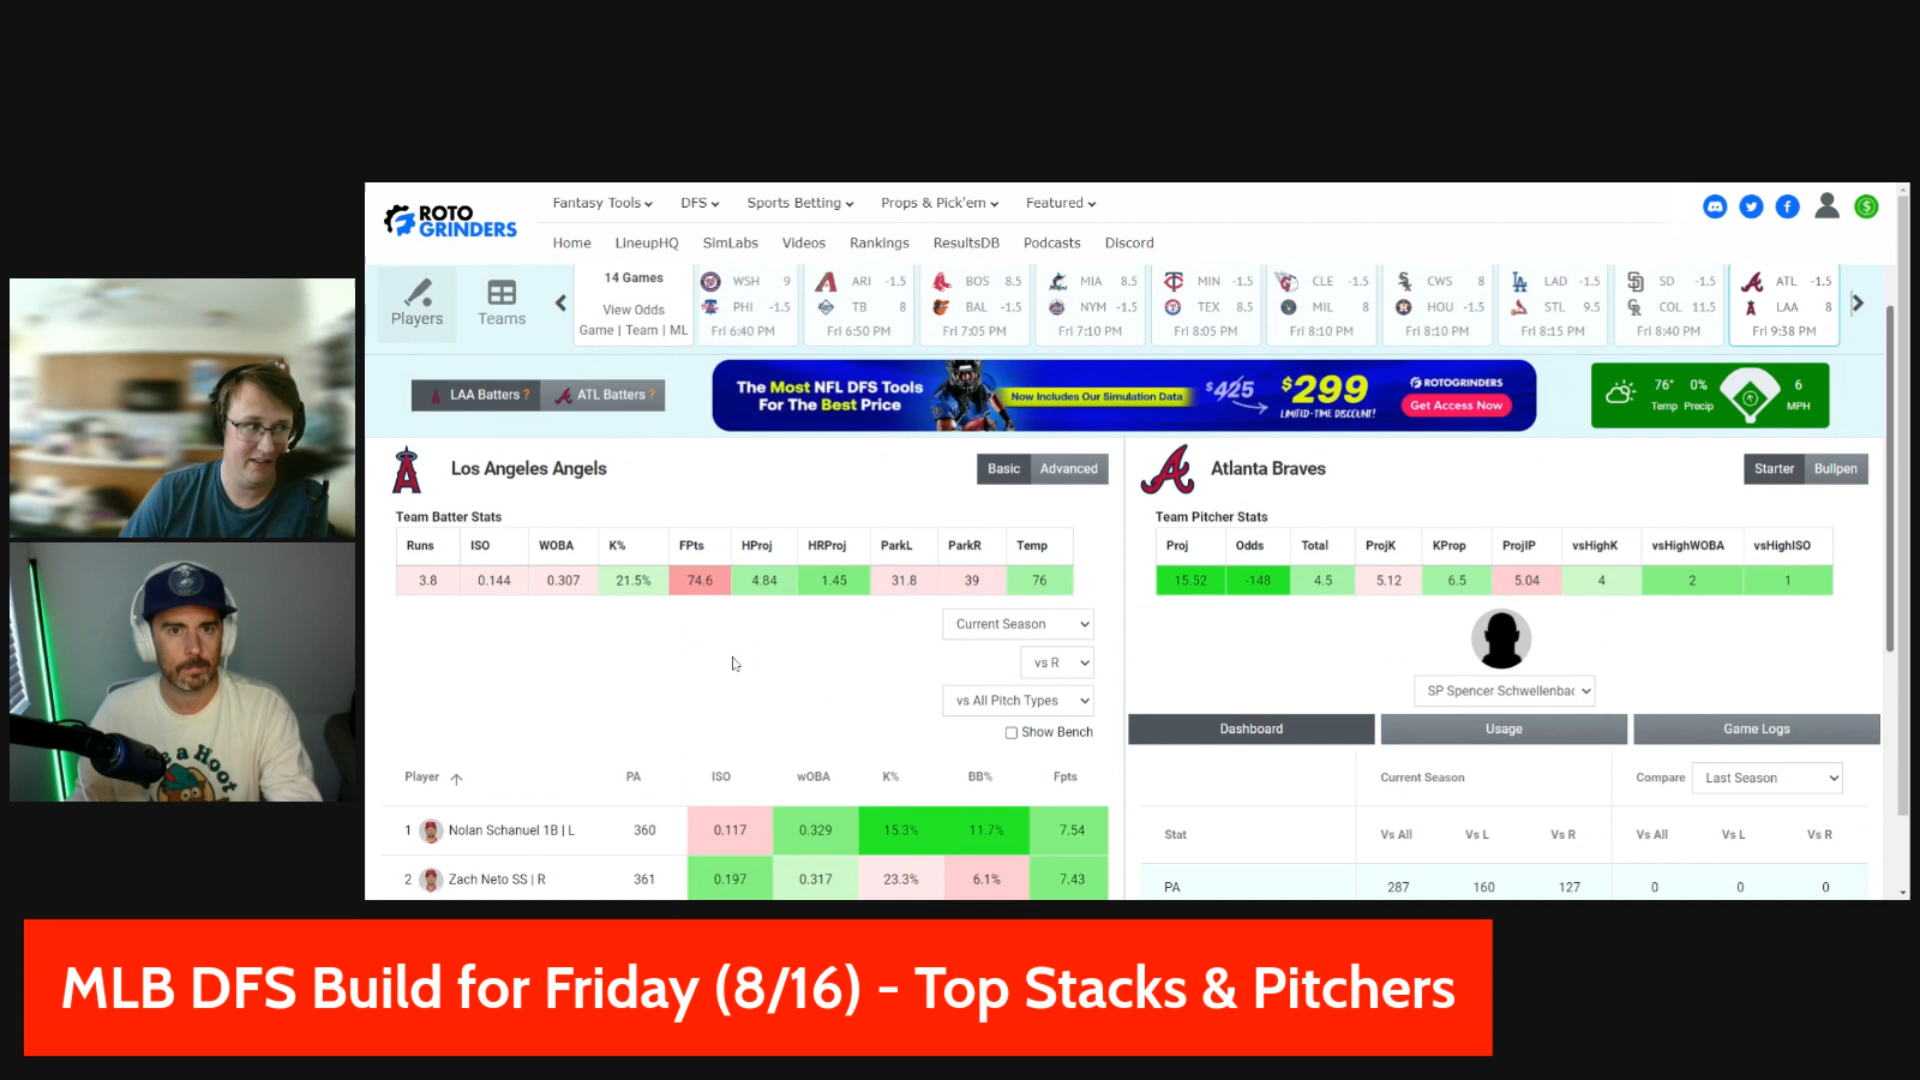 ROTO GRINDERS
Fantasy Tools DFS Sports Betting Props & Pick'em Featured
Home LineupHQ SimLabs Videos Rankings ResultsDB Podcasts Discord
Players
Teams
14 Games
View Odds
Game | Team | ML
WSH 9
PHI -1.5
Fri 6:40 PM
ARI -1.5
TB 8
Fri 6:50 PM
BOS 8.5
BAL -1.5
Fri 7:05 PM
MIA 8.5
NYM -1.5
Fri 7:10 PM
MIN -1.5
TEX 8.5
Fri 8:05 PM
CLE -1.5
MIL 8
Fri 8:10 PM
CWS 8
HOU -1.5
Fri 8:10 PM
LAD -1.5
STL 9.5
Fri 8:15 PM
SD -1.5
COL 11.5
Fri 8:40 PM
ATL -1.5
LAA 8
Fri 9:38 PM
LAA Batters ? ATL Batters ?
The Most NFL DFS Tools
For The Best Price
Now Includes Our Simulation Data
$425
$299
LIMITED-TIME DISCOUNT!
ROTOGRINDERS
Get Access Now
76° 0% 6
Temp Precip MPH
Los Angeles Angels
Basic Advanced
Team Batter Stats
Runs ISO WOBA K% FPts HProj HRProj ParkL ParkR Temp
3.8 0.144 0.307 21.5% 74.6 4.84 1.45 31.8 39 76
Current Season
vs R
vs All Pitch Types
Show Bench
Player PA ISO wOBA K% BB% Fpts
1 Nolan Schanuel 1B | L 360 0.117 0.329 15.3% 11.7% 7.54
2 Zach Neto SS | R 361 0.197 0.317 23.3% 6.1% 7.43
Atlanta Braves
Starter Bullpen
Team Pitcher Stats
Proj Odds Total ProjK KProp ProjIP vsHighK vsHighWOBA vsHighISO
15.52 -148 4.5 5.12 6.5 5.04 4 2 1
SP Spencer Schwellenbac
Dashboard Usage Game Logs
Current Season Compare Last Season
Stat Vs All Vs L Vs R Vs All Vs L Vs R
PA 287 160 127 0 0 0
e a Hoot
MLB DFS Build for Friday (8/16) - Top Stacks & Pitchers